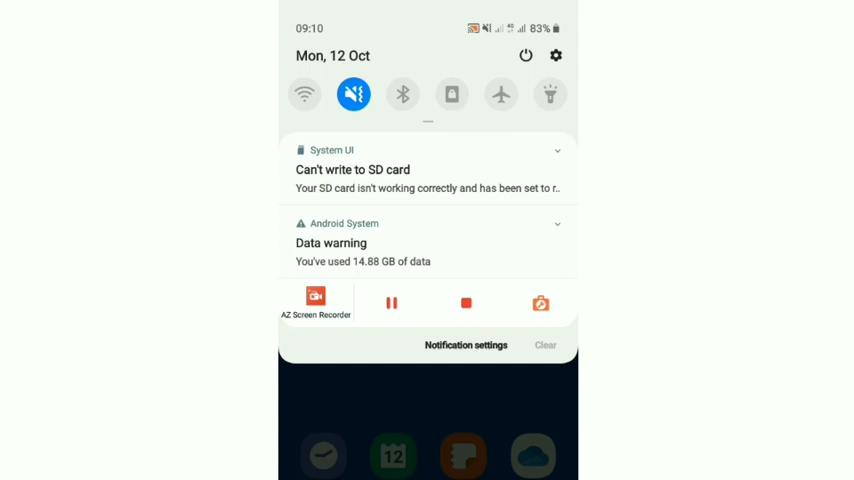 09:10 4G 83%
Mon, 12 Oct
System UI
Can't write to SD card
Your SD card isn't working correctly and has been set to r..
Android System
Data warning
You've used 14.88 GB of data
AZ Screen Recorder
Notification settings Clear
12